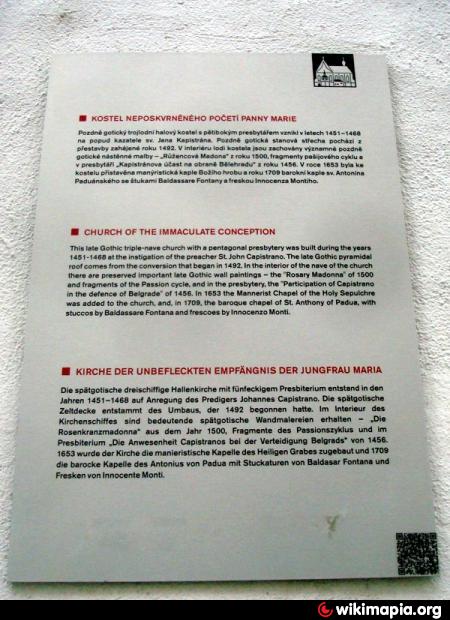 KOSTEL NEPOSKVRNĚNÉHO POČETÍ PANNY MARIE
Pozdně gotický trojlodní halový kostel s pětibokým presbytářem vznikl v letech 1451–1468
na popud kazatele sv. Jana Kapistrána. Pozdně gotická stanová střecha pochází z
přestavby zahájené roku 1492. V interiéru lodi kostela jsou zachovány významné pozdně
gotické nástěnné malby – „Růžencová Madona" z roku 1500, fragmenty pašijového cyklu a
v presbytáři „Kapistránova účast na obraně Bělehradu" z roku 1456. V roce 1653 byla ke
kostelu přistavěna manýristická kaple Božího hrobu a roku 1709 barokní kaple sv. Antonína
Paduánského se štukami Baldassare Fontany a freskou Innocenza Montiho.
CHURCH OF THE IMMACULATE CONCEPTION
This late Gothic triple-nave church with a pentagonal presbytery was built during the years
1451-1468 at the instigation of the preacher St. John Capistrano. The late Gothic pyramidal
roof comes from the conversion that began in 1492. In the interior of the nave of the church
there are preserved important late Gothic wall paintings – the "Rosary Madonna" of 1500
and fragments of the Passion cycle, and in the presbytery, the "Participation of Capistrano
in the defence of Belgrade" of 1456. In 1653 the Mannerist Chapel of the Holy Sepulchre
was added to the church, and, in 1709, the baroque chapel of St. Anthony of Padua, with
stuccos by Baldassare Fontana and frescoes by Innocenzo Monti.
KIRCHE DER UNBEFLECKTEN EMPFÄNGNIS DER JUNGFRAU MARIA
Die spätgotische dreischiffige Hallenkirche mit fünfeckigem Presbiterium entstand in den
Jahren 1451–1468 auf Anregung des Predigers Johannes Capistrano. Die spätgotische
Zeltdecke entstammt des Umbaus, der 1492 begonnen hatte. Im Interieur des
Kirchenschiffes sind bedeutende spätgotische Wandmalereien erhalten – „Die
Rosenkranzmadonna" aus dem Jahr 1500, Fragmente des Passionszyklus und im
Presbiterium „Die Anwesenheit Capistranos bei der Verteidigung Belgrads" von 1456.
1653 wurde der Kirche die manieristische Kapelle des Heiligen Grabes zugebaut und 1709
die barocke Kapelle des Antonius von Padua mit Stuckaturen von Baldasar Fontana und
Fresken von Innocente Monti.
wikimapia.org